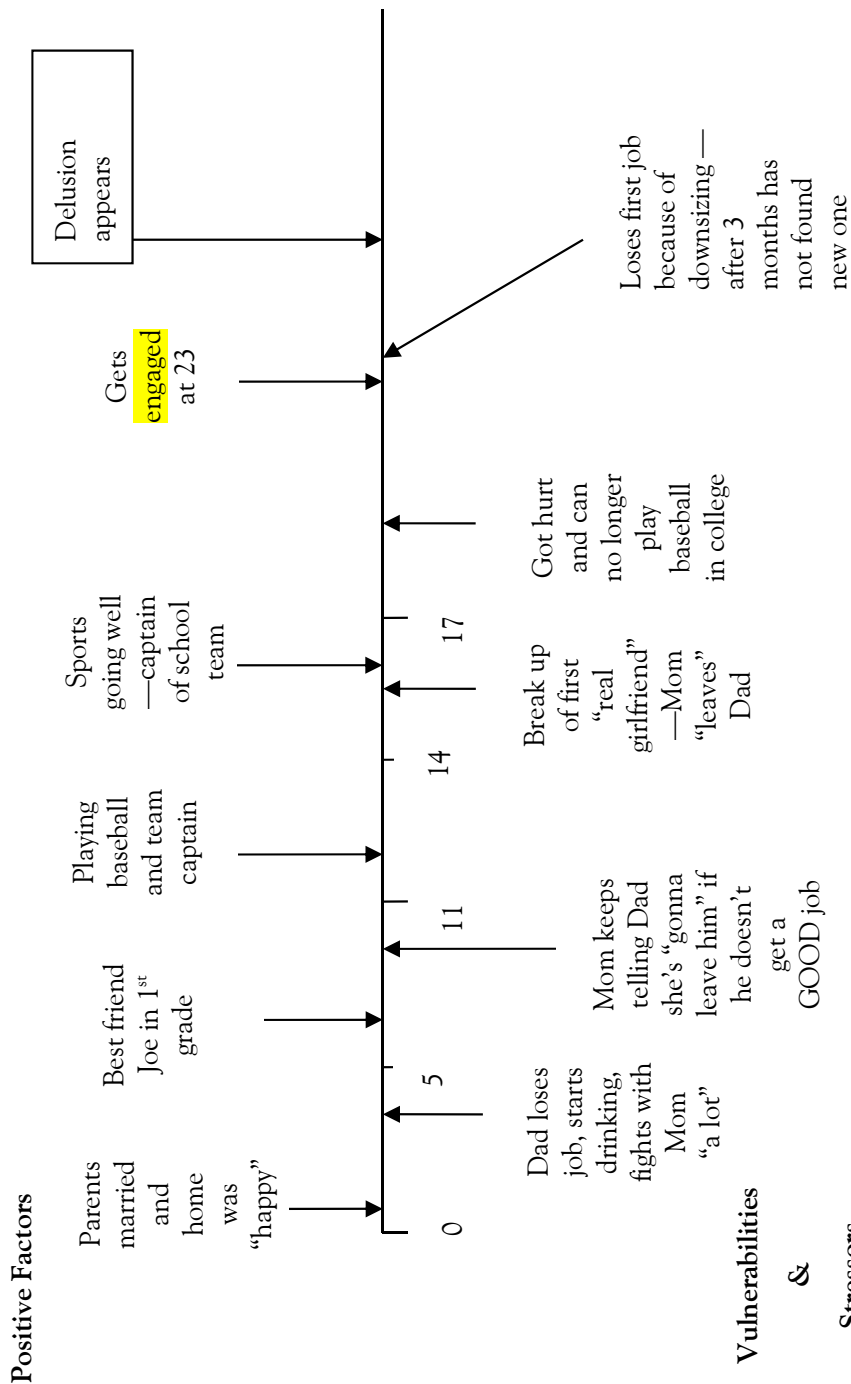 Positive Factors
Parents
married
and
home
was
“happy”
Best friend
Joe in 1st
grade
Playing
baseball
and team
captain
Sports
going well
—captain
of school
team
Gets
engaged
at 23
Delusion
appears
0
5
11
14
17
Dad loses
job, starts
drinking,
fights with
Mom
“a lot”
Mom keeps
telling Dad
she’s “gonna
leave him” if
he doesn’t
get a
GOOD job
Break up
of first
“real
girlfriend”
—Mom
“leaves”
Dad
Got hurt
and can
no longer
play
baseball
in college
Loses first job
because of
downsizing —
after 3
months has
not found
new one
Vulnerabilities
&
Stressors